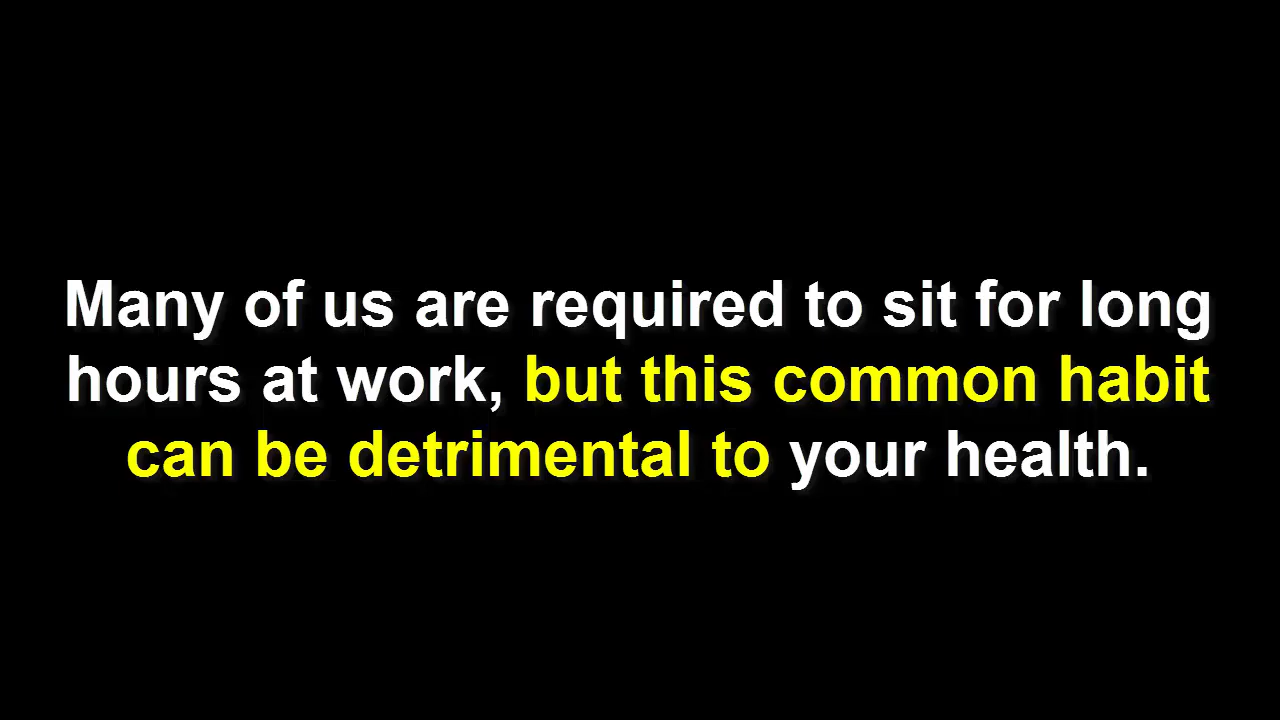 Many of us are required to sit for long
hours at work, but this common habit
can be detrimental to your health.